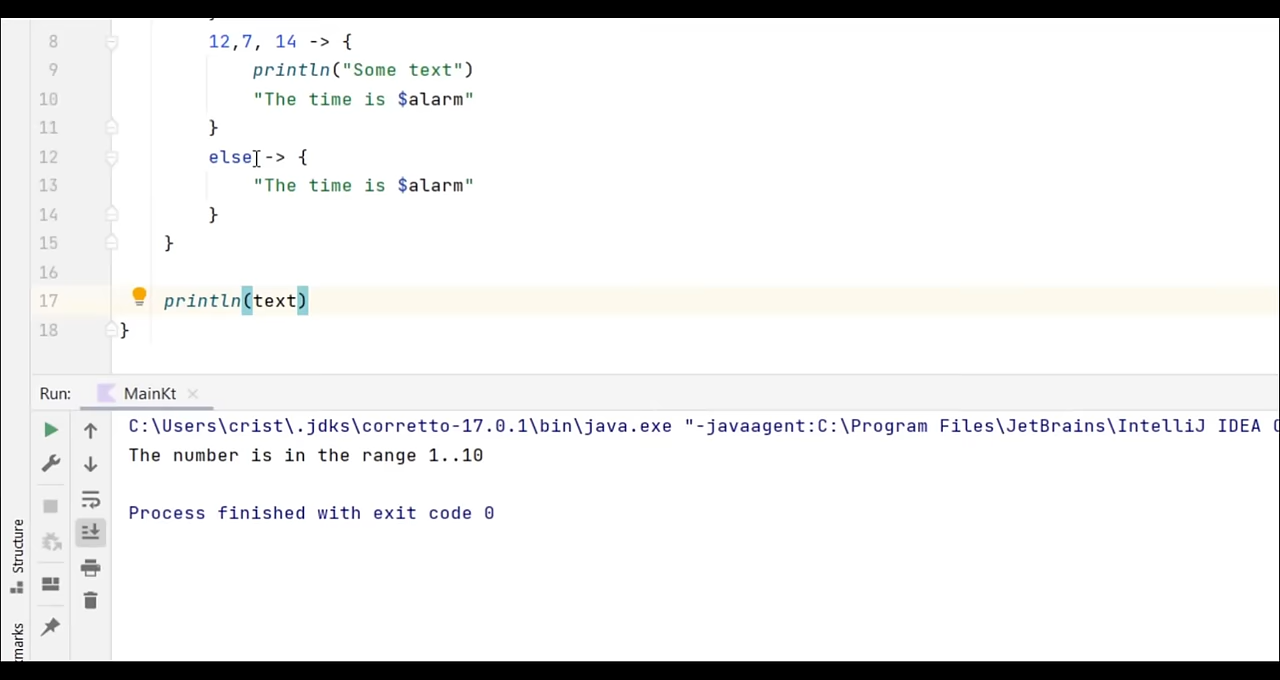 8 12,7, 14 -> {
9 println("Some text")
10 "The time is $alarm"
11 }
12 else -> {
13 "The time is $alarm"
14 }
15 }
16
17 println(text)
18 }
Run: MainKt
C:\Users\crist\.jdks\corretto-17.0.1\bin\java.exe "-javaagent:C:\Program Files\JetBrains\IntelliJ IDEA
The number is in the range 1..10
Process finished with exit code 0
Structure